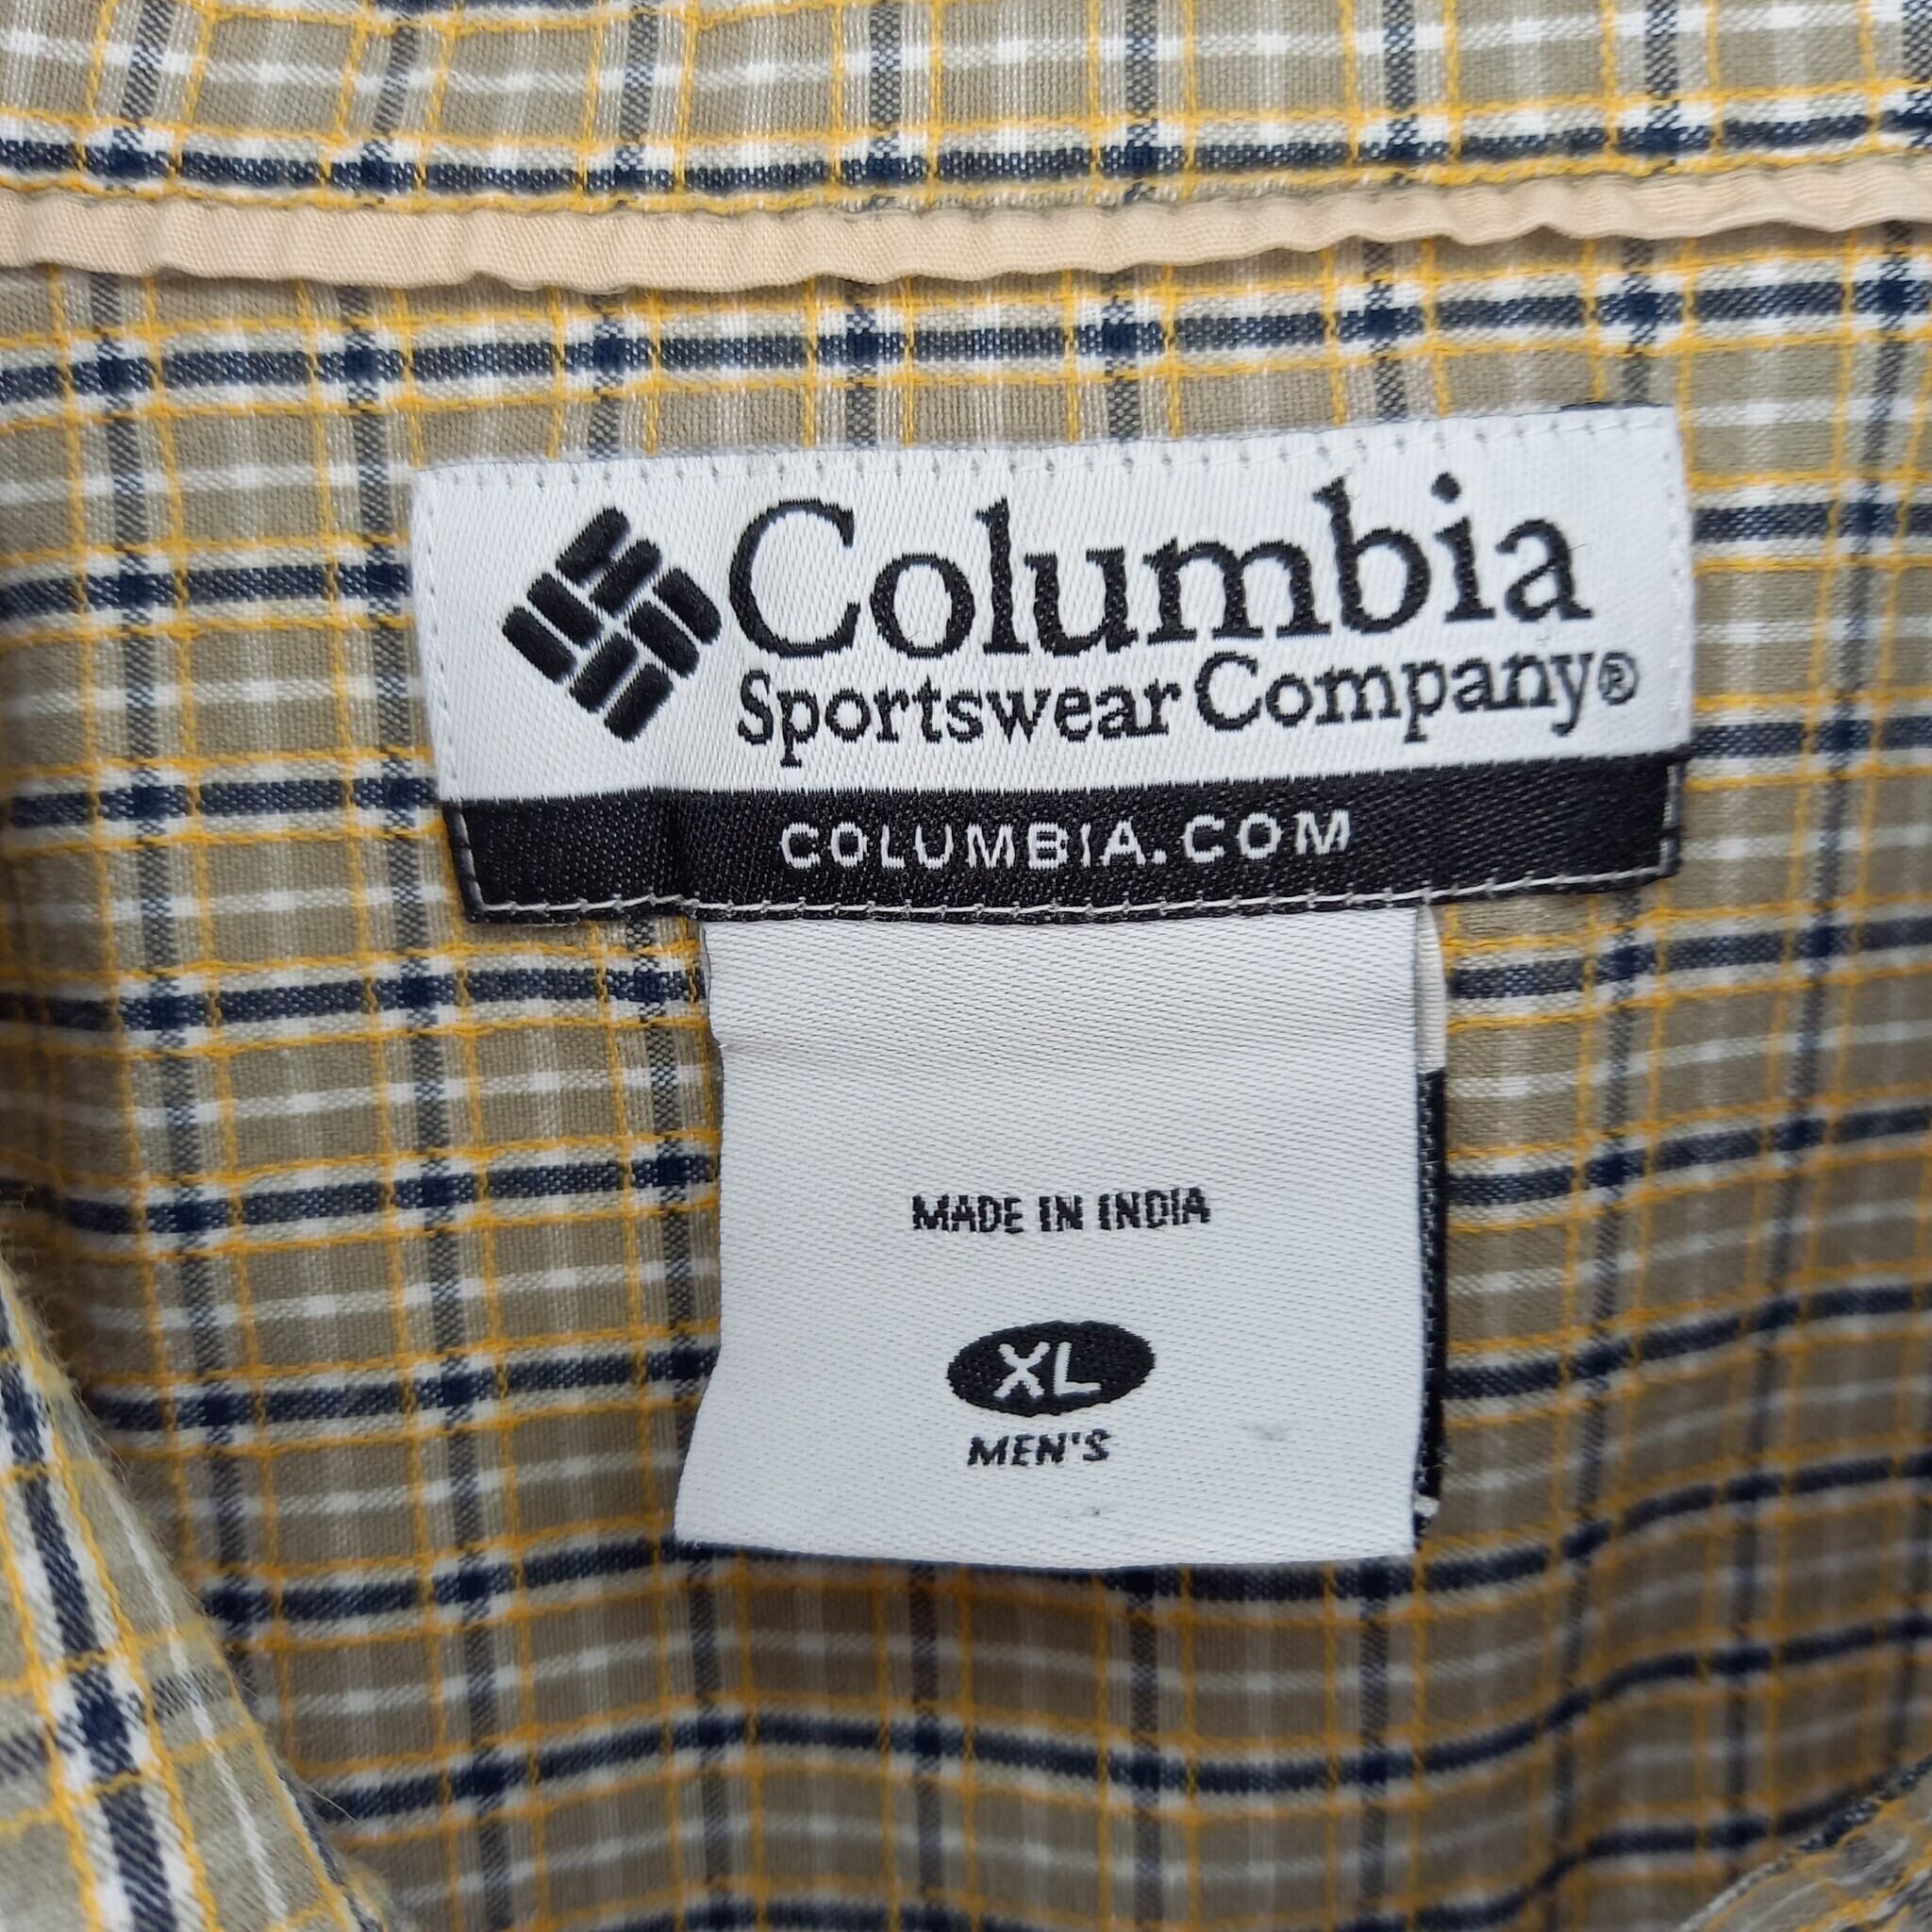 Columbia
Sportswear Company®
COLUMBIA.COM
MADE IN INDIA
XL
MEN'S